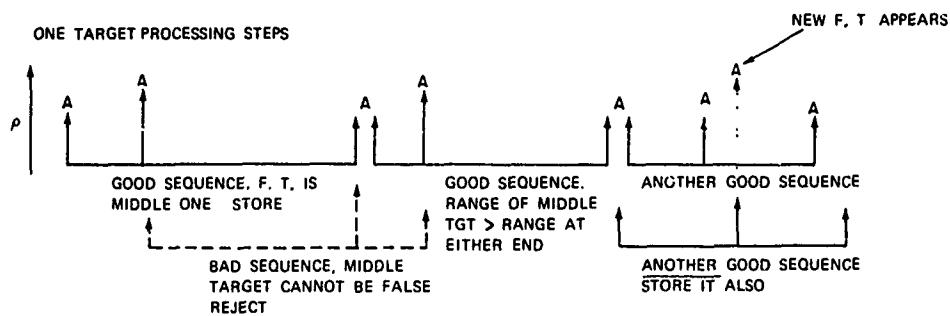 NEW F. T APPEARS
ONE TARGET PROCESSING STEPS
A
A
A
A
A
A
A
A
ρ
GOOD SEQUENCE, F. T. IS
MIDDLE ONE STORE
GOOD SEQUENCE.
RANGE OF MIDDLE
TGT > RANGE AT
EITHER END
ANOTHER GOOD SEQUENCE
BAD SEQUENCE, MIDDLE
TARGET CANNOT BE FALSE
REJECT
ANOTHER GOOD SEQUENCE
STORE IT ALSO